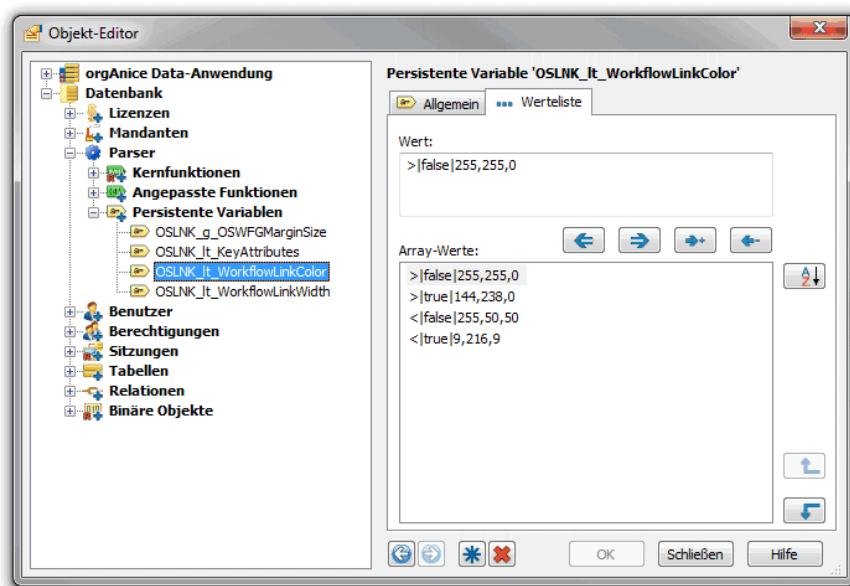 Objekt-Editor
orgAnice Data-Anwendung
Datenbank
Lizenzen
Mandanten
Parser
Kernfunktionen
Angepasste Funktionen
Persistente Variablen
OSLNK_g_OSWFGMarginSize
OSLNK_lt_KeyAttributes
OSLNK_lt_WorkflowLinkColor
OSLNK_lt_WorkflowLinkWidth
Benutzer
Berechtigungen
Sitzungen
Tabellen
Relationen
Binäre Objekte
Persistente Variable 'OSLNK_lt_WorkflowLinkColor'
Allgemein
Werteliste
Wert:
>|false|255,255,0
Array-Werte:
>|false|255,255,0
>|true|144,238,0
<|false|255,50,50
<|true|9,216,9
OK
Schließen
Hilfe